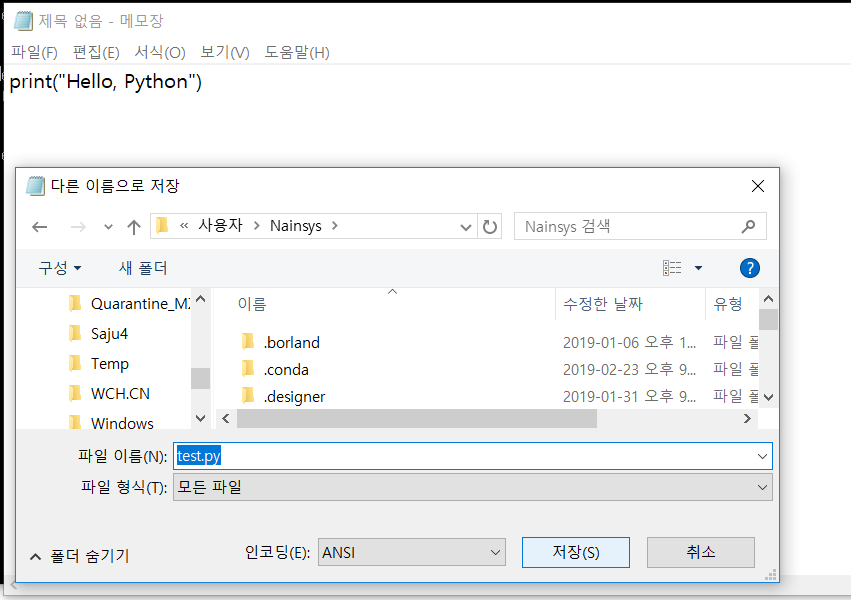 제목 없음 - 메모장
파일(F) 편집(E) 서식(O) 보기(V) 도움말(H)
print("Hello, Python")
다른 이름으로 저장
« 사용자 > Nainsys >
Nainsys 검색
구성 새 폴더
?
Quarantine_M
Saju4
Temp
WCH.CN
Windows
이름 수정한 날짜 유형
.borland 2019-01-06 오후 1... 파일 폴
.conda 2019-02-23 오후 9... 파일 폴
.designer 2019-01-31 오후 9... 파일 폴
파일 이름(N): test.py
파일 형식(T): 모든 파일
폴더 숨기기 인코딩(E): ANSI 저장(S) 취소